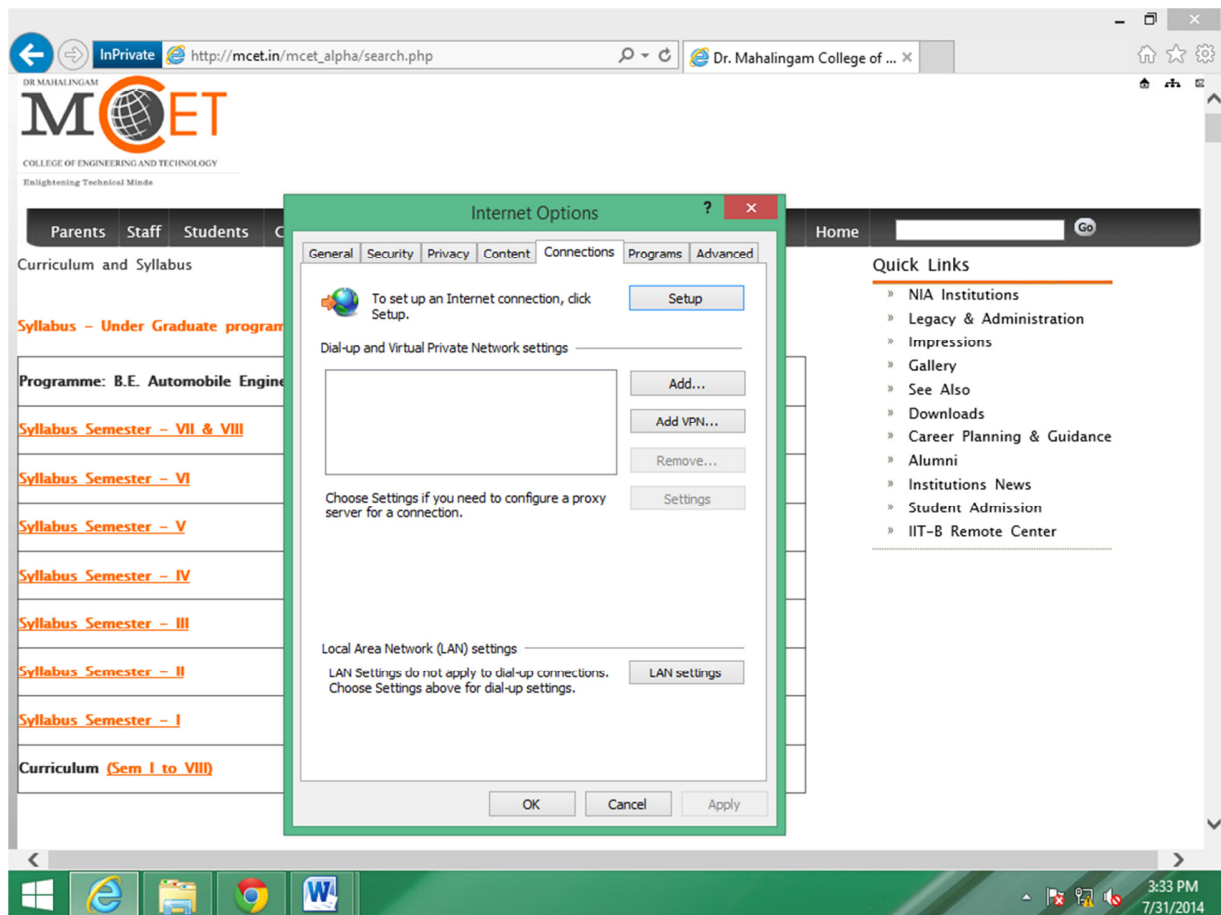 InPrivate http://mcet.in/mcet_alpha/search.php
Dr. Mahalingam College of ...
DR MAHALINGAM
MCET
COLLEGE OF ENGINEERING AND TECHNOLOGY
Enlightening Technical Minds
Parents Staff Students C
Home
Go
Curriculum and Syllabus
Syllabus – Under Graduate program
Programme: B.E. Automobile Engine
Syllabus Semester – VII & VIII
Syllabus Semester – VI
Syllabus Semester – V
Syllabus Semester – IV
Syllabus Semester – III
Syllabus Semester – II
Syllabus Semester – I
Curriculum (Sem I to VIII)
Internet Options
?
General Security Privacy Content Connections Programs Advanced
To set up an Internet connection, click
Setup.
Setup
Dial-up and Virtual Private Network settings
Add...
Add VPN...
Remove...
Choose Settings if you need to configure a proxy
server for a connection.
Settings
Local Area Network (LAN) settings
LAN Settings do not apply to dial-up connections.
Choose Settings above for dial-up settings.
LAN settings
OK Cancel Apply
Quick Links
» NIA Institutions
» Legacy & Administration
» Impressions
» Gallery
» See Also
» Downloads
» Career Planning & Guidance
» Alumni
» Institutions News
» Student Admission
» IIT-B Remote Center
3:33 PM
7/31/2014